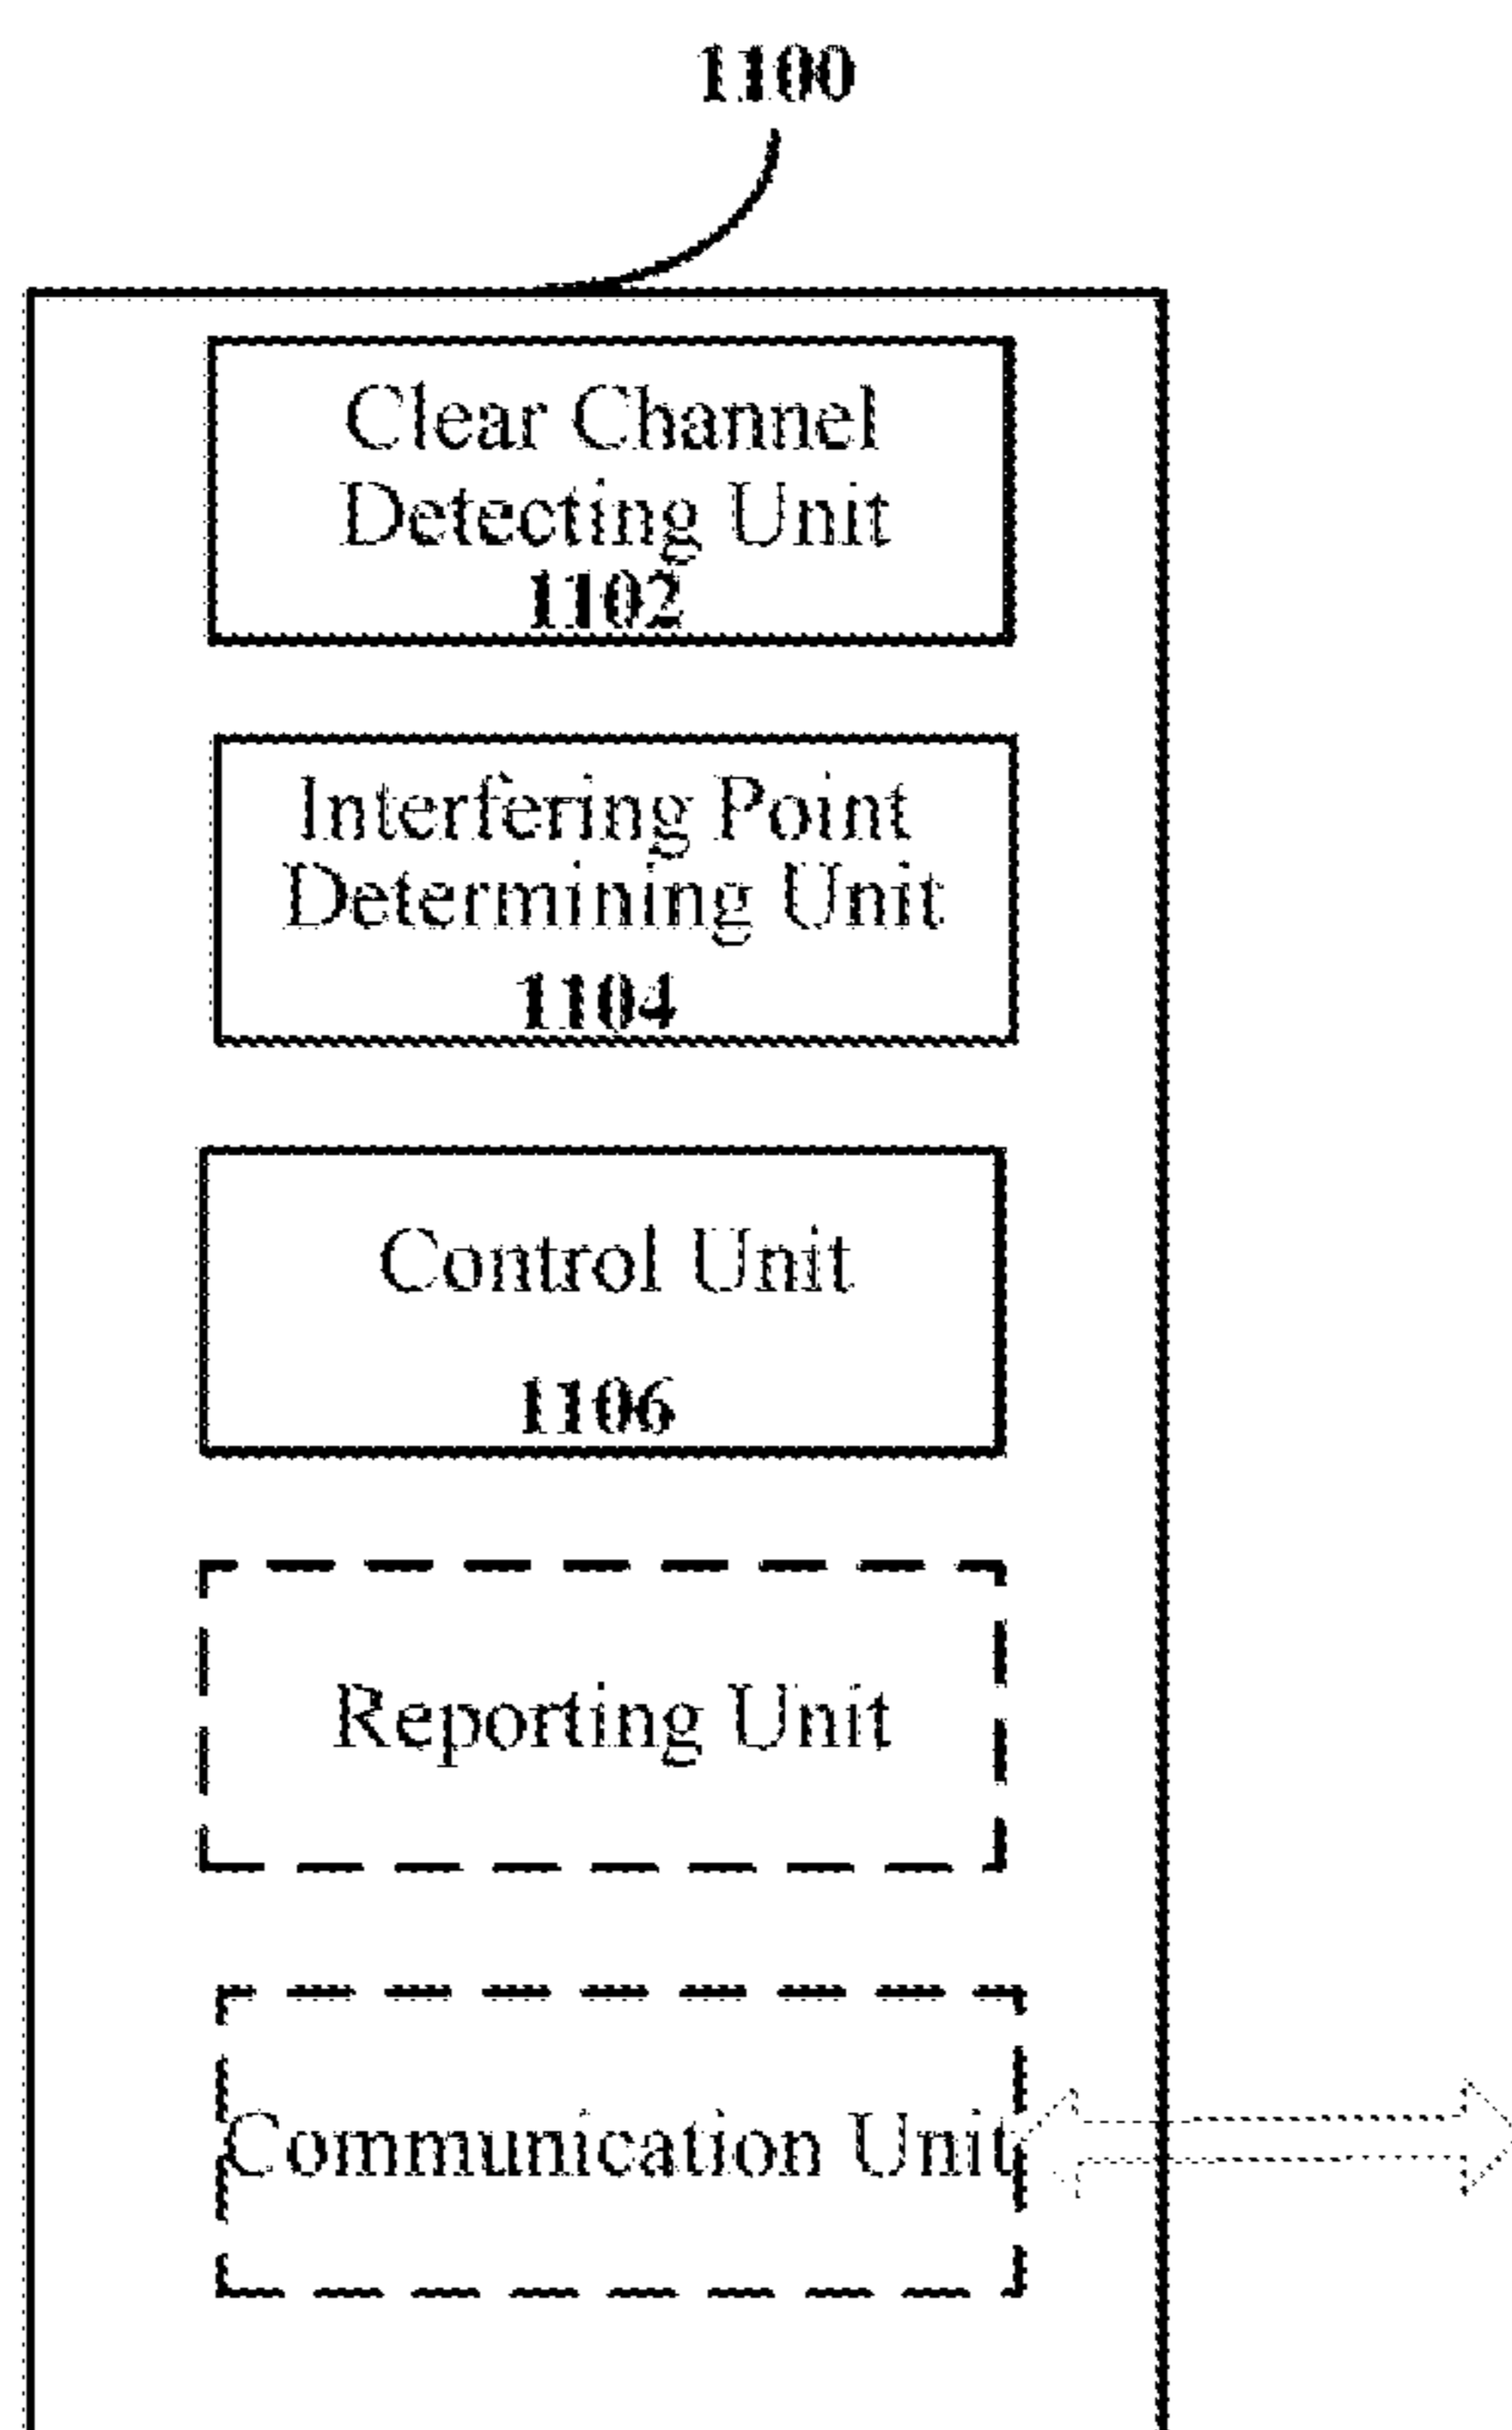 1100
Clear Channel
Detecting Unit
1102
Interfering Point
Determining Unit
1104
Control Unit
1106
Reporting Unit
Communication Unit